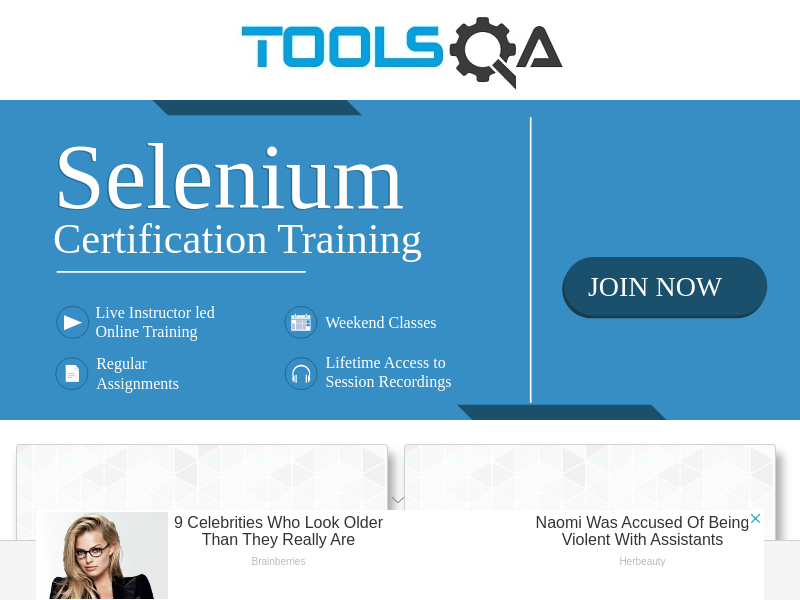 TOOLSQA
Selenium
Certification Training
JOIN NOW
Live Instructor led
Online Training
Weekend Classes
Regular
Assignments
Lifetime Access to
Session Recordings
9 Celebrities Who Look Older
Than They Really Are
Brainberries
Naomi Was Accused Of Being
Violent With Assistants
Herbeauty